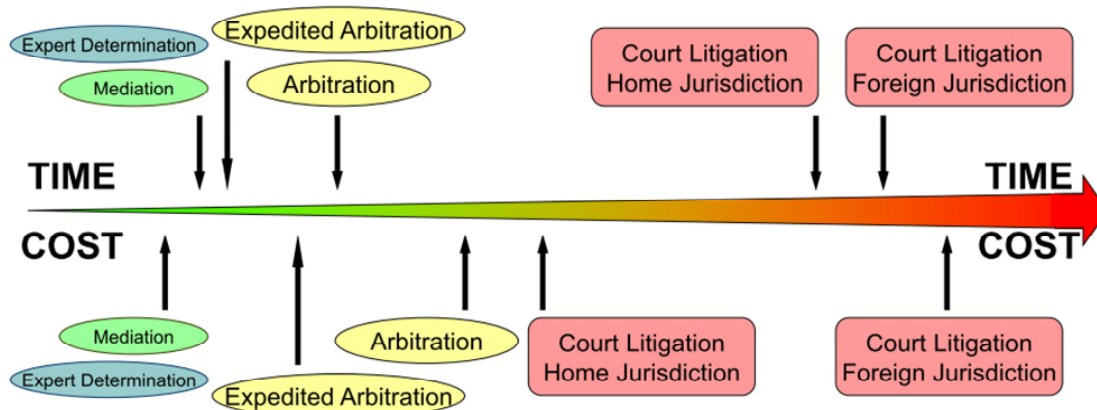 Expert Determination
Mediation
Expedited Arbitration
Arbitration
Court Litigation
Home Jurisdiction
Court Litigation
Foreign Jurisdiction
TIME
TIME
COST
COST
Mediation
Expert Determination
Expedited Arbitration
Arbitration
Court Litigation
Home Jurisdiction
Court Litigation
Foreign Jurisdiction